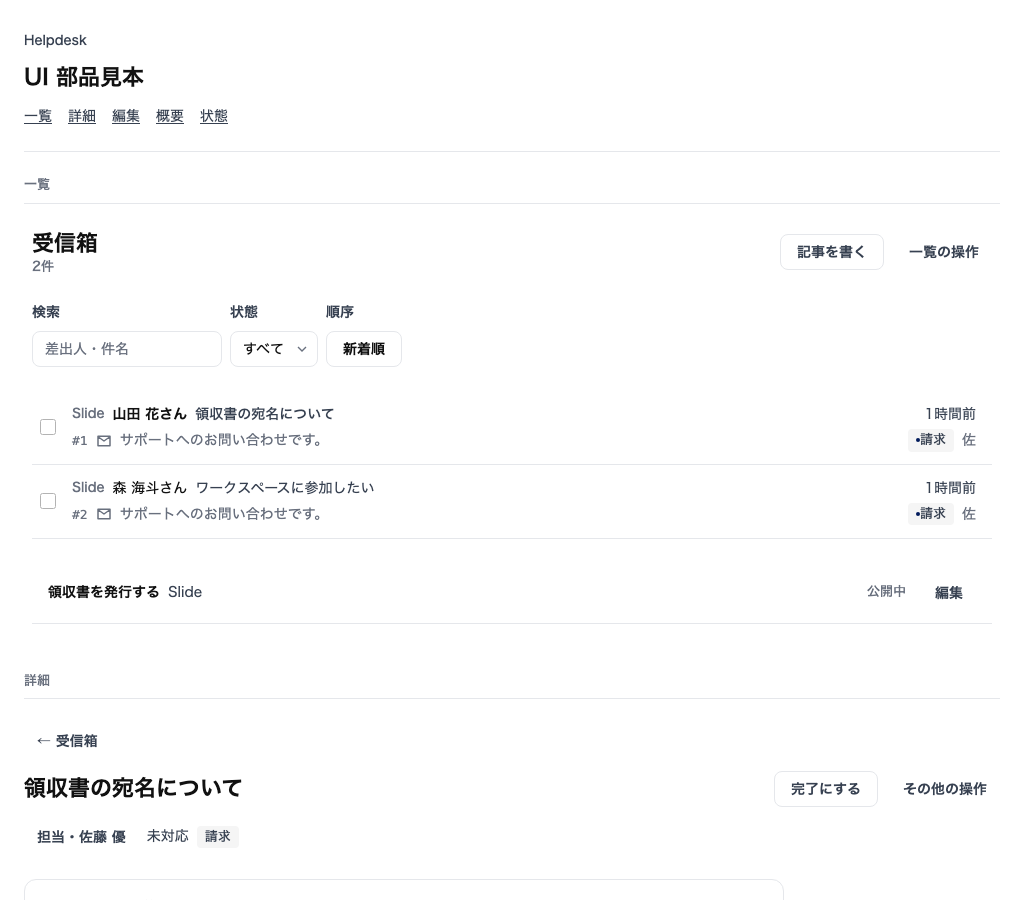 Helpdesk
UI 部品見本
一覧 詳細 編集 概要 状態
一覧
受信箱
2件
記事を書く 一覧の操作
検索 状態 順序
差出人・件名 すべて 新着順
Slide 山田 花さん 領収書の宛名について 1時間前
#1 サポートへのお問い合わせです。 •請求 佐
Slide 森 海斗さん ワークスペースに参加したい 1時間前
#2 サポートへのお問い合わせです。 •請求 佐
領収書を発行する Slide 公開中 編集
詳細
← 受信箱
領収書の宛名について 完了にする その他の操作
担当・佐藤 優 未対応 請求